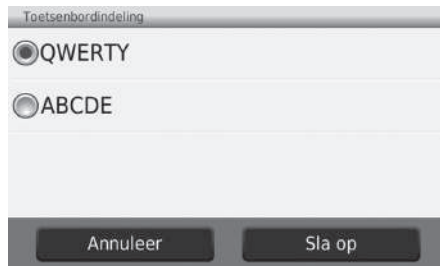 Toetsenbordindeling
QWERTY
ABCDE
Annuleer
Sla op